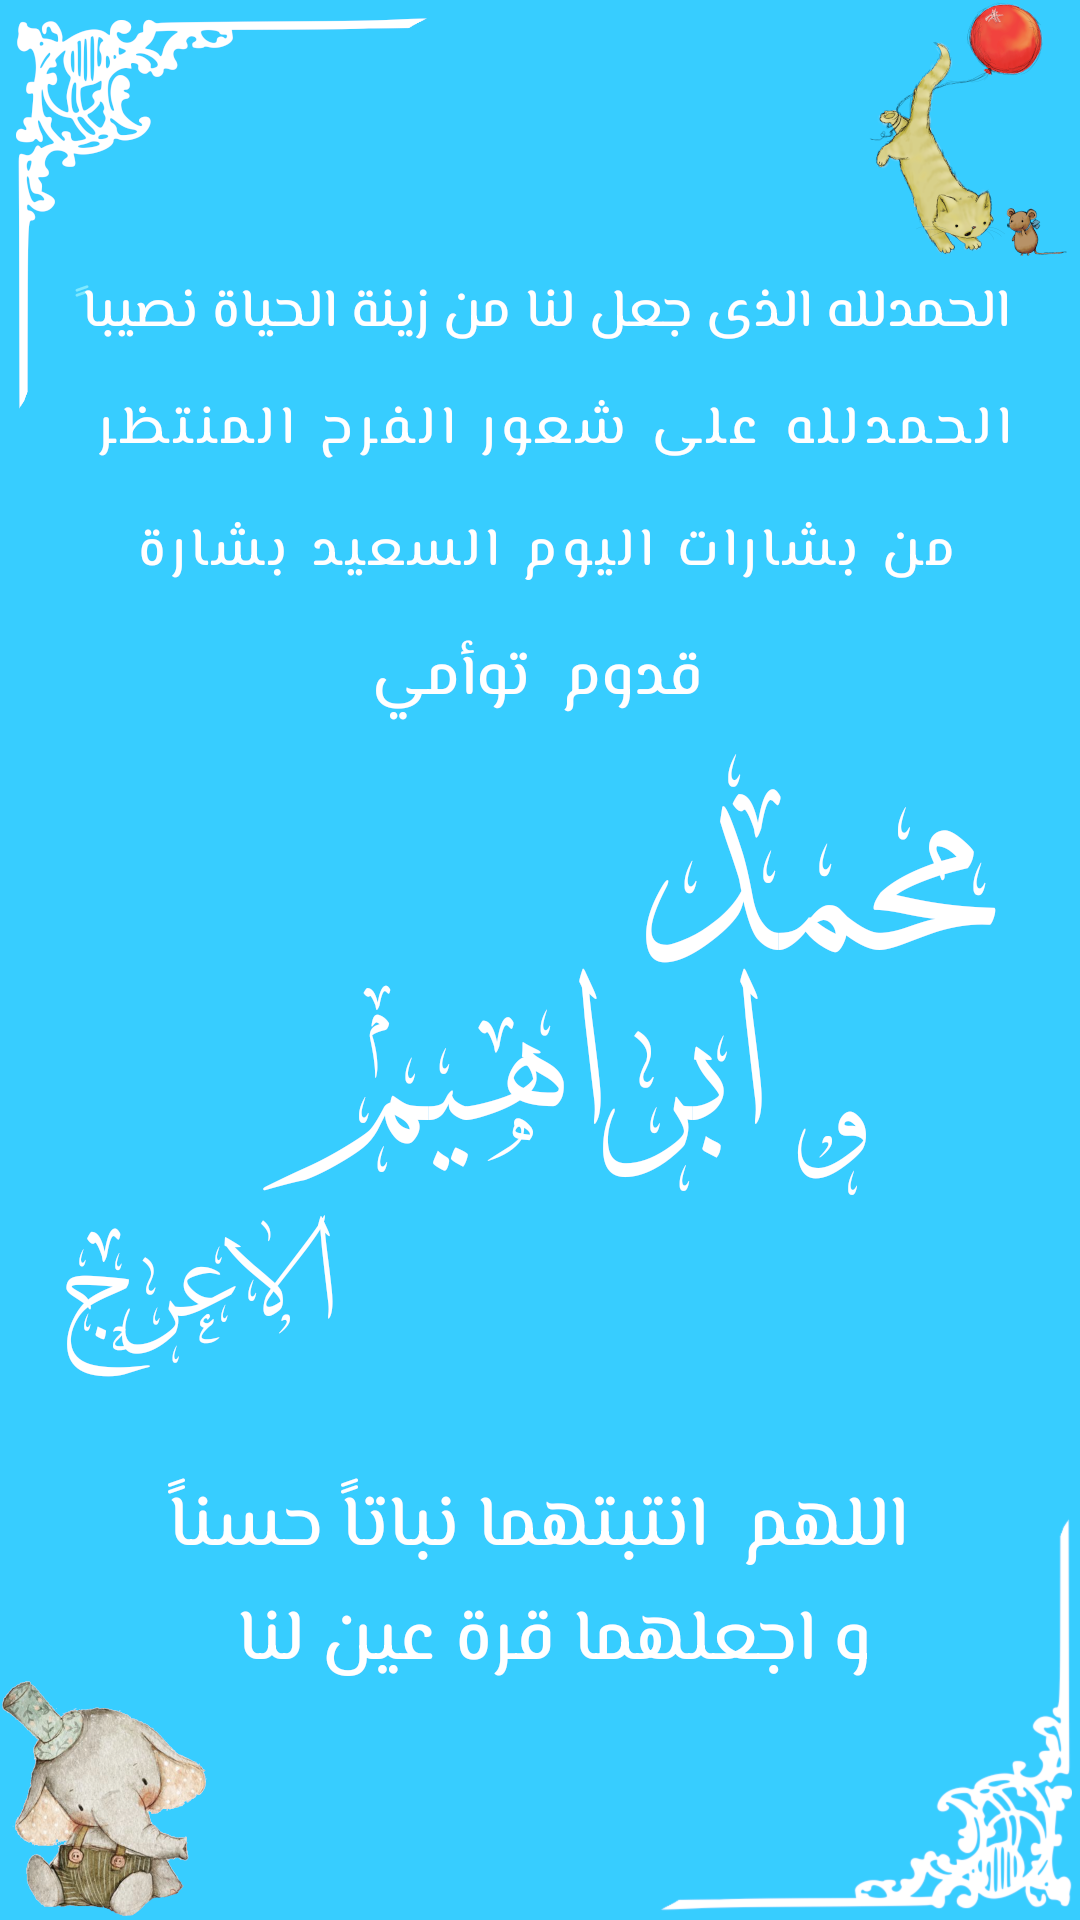 الحمدلله الذى جعل لنا من زينة الحياة نصيباً
الحمدلله على شعور الفرح المنتظر
من بشارات اليوم السعيد بشارة
قدوم توأمي
محمد
و ابراهيم
الاعرج
اللهم انتبتهما نباتاً حسناً
و اجعلهما قرة عين لنا